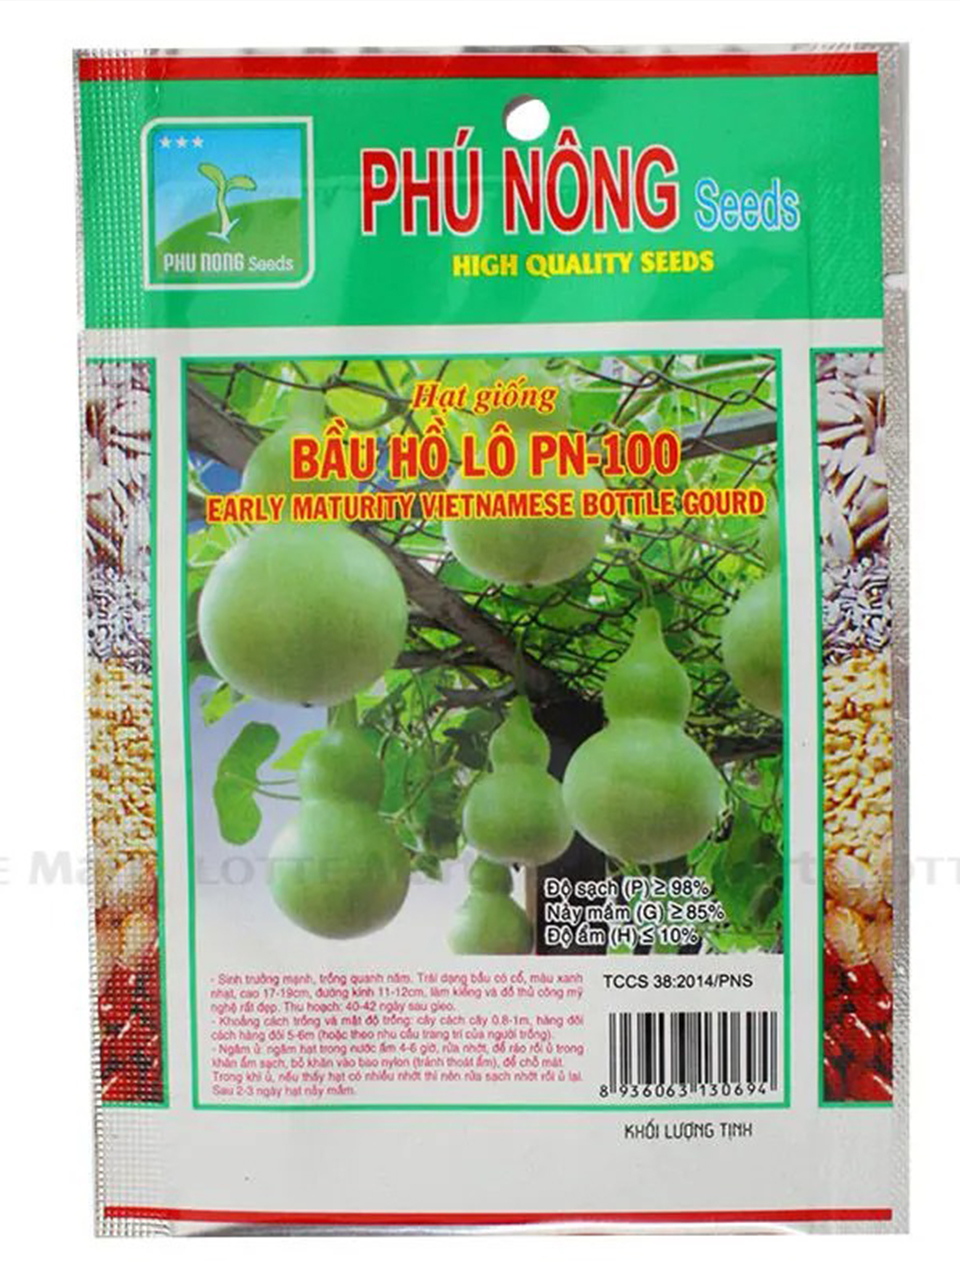 PHÚ NÔNG Seeds
HIGH QUALITY SEEDS
PHU NONG Seeds
Hạt giống
BẦU HỒ LÔ PN-100
EARLY MATURITY VIETNAMESE BOTTLE GOURD
LOTTE Mart
Độ sạch (P) ≥ 98%
Nảy mầm (G) ≥ 85%
Độ ẩm (H) ≤ 10%
- Sinh trưởng mạnh, trồng quanh năm. Trái dạng bầu có cổ, màu xanh
nhạt, cao 17-19cm, đường kính 11-12cm, làm kiểng và đồ thủ công mỹ
nghệ rất đẹp. Thu hoạch: 40-42 ngày sau gieo.
- Khoảng cách trồng và mật độ trồng: cây cách cây 0.8-1m, hàng đôi
cách hàng đôi 5-6m (hoặc theo nhu cầu trang trí của người trồng).
- Ngâm ủ: ngâm hạt trong nước ấm 4-6 giờ, rửa nhớt, để ráo rồi ủ trong
khăn ẩm sạch, bỏ khăn vào bao nylon (tránh thoát ẩm), để chỗ mát.
Trong khi ủ, nếu thấy hạt có nhiều nhớt thì nên rửa sạch nhớt rồi ủ lại.
Sau 2-3 ngày hạt nảy mầm.
TCCS 38:2014/PNS
8 936063 130694
KHỐI LƯỢNG TỊNH